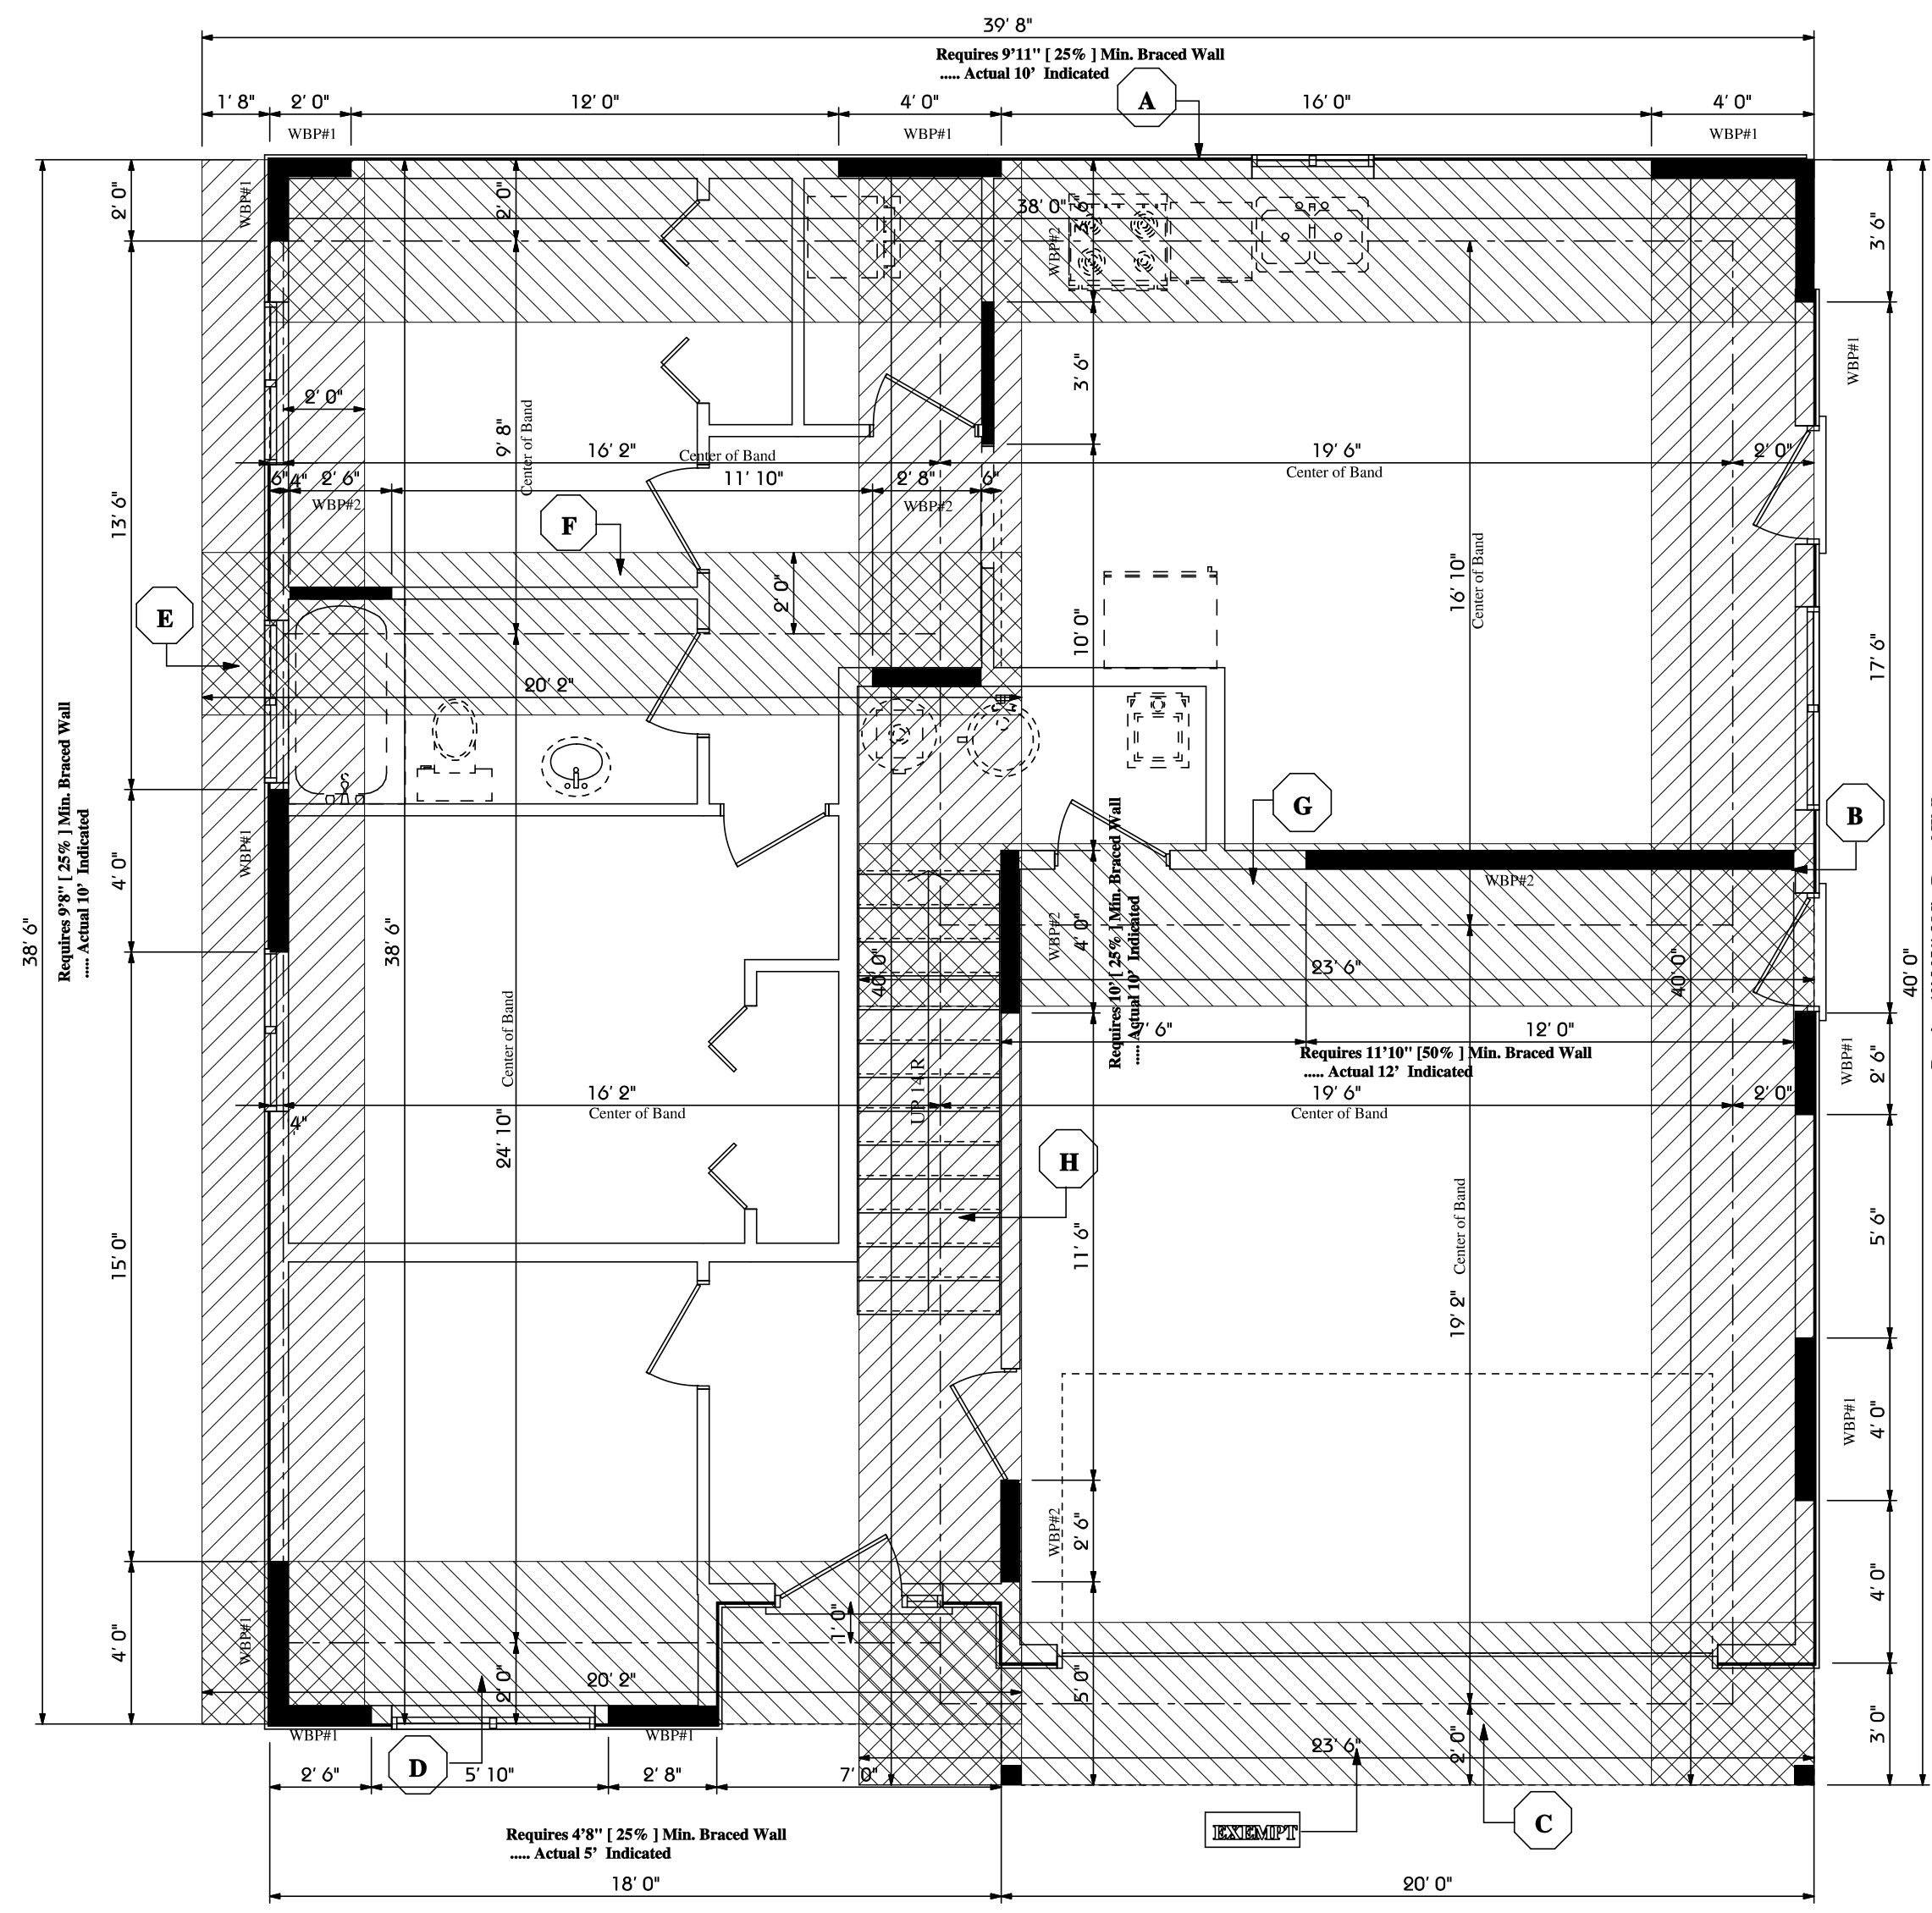 39' 8"
Requires 9'11" [ 25% ] Min. Braced Wall
..... Actual 10' Indicated
A
1' 8"
2' 0"
12' 0"
4' 0"
16' 0"
4' 0"
WBP#1
WBP#1
WBP#1
2' 0"
WBP#1
2' 0"
38' 0"
3' 6"
WBP#2
3' 6"
WBP#1
3' 6"
2' 0"
9' 8"
Center of Band
16' 2"
Center of Band
19' 6"
Center of Band
2' 0"
6"
4"
2' 6"
WBP#2
11' 10"
2' 8"
WBP#2
6"
13' 6"
F
2' 0"
10' 0"
16' 10"
Center of Band
17' 6"
E
20' 2"
G
B
Requires 9'8" [ 25% ] Min. Braced Wall
..... Actual 10' Indicated
38' 6"
4' 0"
WBP#1
38' 6"
40' 0"
WBP#2
4' 0"
Requires 10' [ 25% ] Min. Braced Wall
..... Actual 10' Indicated
WBP#2
23' 6"
40' 0"
40' 0"
7' 6"
12' 0"
Requires 11'10" [50% ] Min. Braced Wall
..... Actual 12' Indicated
WBP#1
2' 6"
Center of Band
24' 10"
16' 2"
Center of Band
4"
UP 14 R
19' 6"
Center of Band
2' 0"
H
15' 0"
11' 6"
Center of Band
19' 2"
5' 6"
WBP#1
4' 0"
WBP#2
2' 6"
4' 0"
4' 0"
WBP#1
1' 0"
2' 0"
20' 2"
5' 0"
2' 0"
23' 6"
3' 0"
WBP#1
WBP#1
D
2' 6"
5' 10"
2' 8"
7' 0"
EXEMPT
C
Requires 4'8" [ 25% ] Min. Braced Wall
..... Actual 5' Indicated
18' 0"
20' 0"